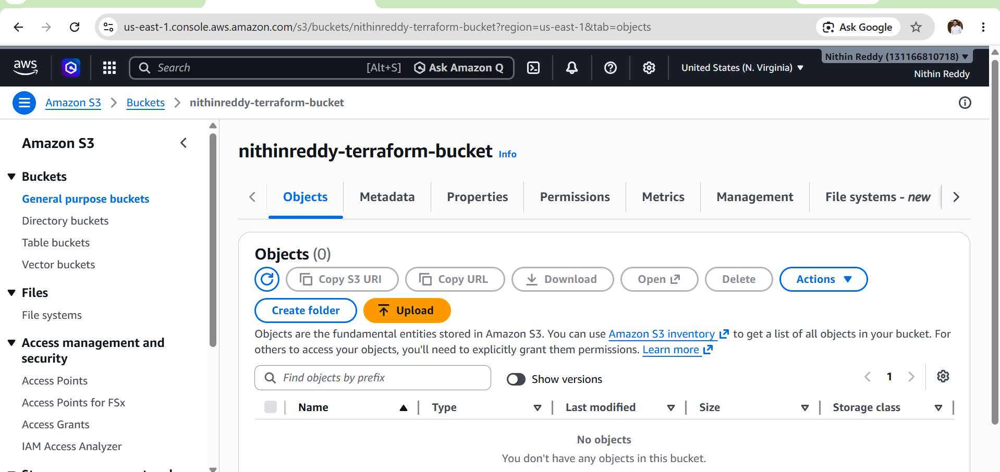 us-east-1.console.aws.amazon.com/s3/buckets/nithinreddy-terraform-bucket?region=us-east-1&tab=objects
Ask Google
aws
Search
[Alt+S]
Ask Amazon Q
United States (N. Virginia) ▼
Nithin Reddy (131166810718) ▼
Nithin Reddy
Amazon S3 > Buckets > nithinreddy-terraform-bucket
Amazon S3
Buckets
General purpose buckets
Directory buckets
Table buckets
Vector buckets
Files
File systems
Access management and
security
Access Points
Access Points for FSx
Access Grants
IAM Access Analyzer
nithinreddy-terraform-bucket Info
Objects
Metadata
Properties
Permissions
Metrics
Management
File systems - new
Objects (0)
Copy S3 URI
Copy URL
Download
Open
Delete
Actions
Create folder
Upload
Objects are the fundamental entities stored in Amazon S3. You can use Amazon S3 inventory to get a list of all objects in your bucket. For
others to access your objects, you'll need to explicitly grant them permissions. Learn more
Find objects by prefix
Show versions
1
Name
Type
Last modified
Size
Storage class
No objects
You don't have any objects in this bucket.